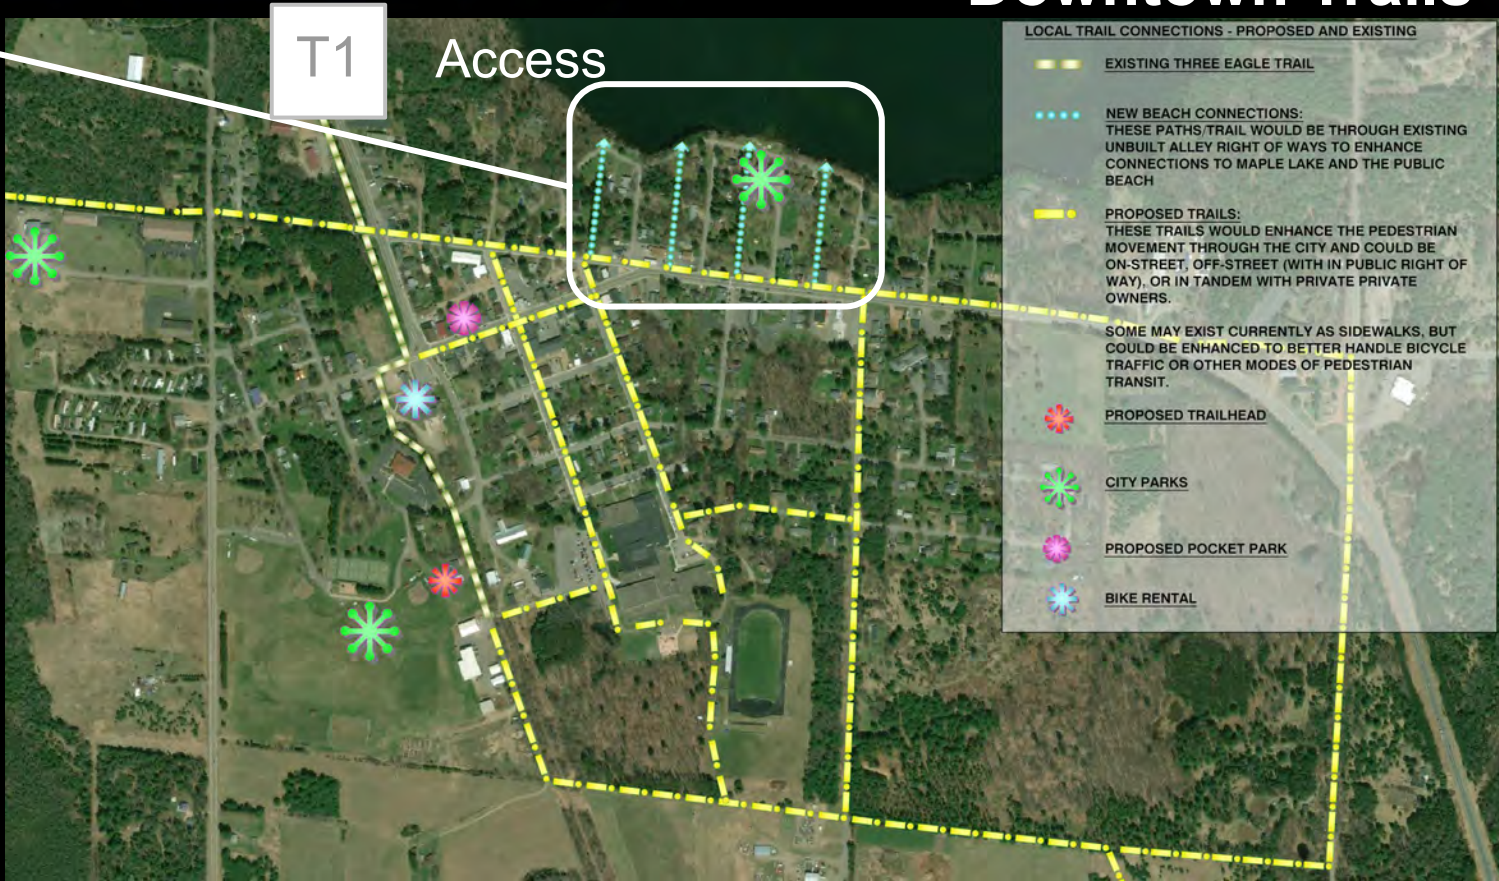 Downtown Trails
T1
Access
LOCAL TRAIL CONNECTIONS - PROPOSED AND EXISTING
EXISTING THREE EAGLE TRAIL
NEW BEACH CONNECTIONS:
THESE PATHS/TRAIL WOULD BE THROUGH EXISTING
UNBUILT ALLEY RIGHT OF WAYS TO ENHANCE
CONNECTIONS TO MAPLE LAKE AND THE PUBLIC
BEACH
PROPOSED TRAILS:
THESE TRAILS WOULD ENHANCE THE PEDESTRIAN
MOVEMENT THROUGH THE CITY AND COULD BE
ON-STREET, OFF-STREET (WITH IN PUBLIC RIGHT OF
WAY), OR IN TANDEM WITH PRIVATE PRIVATE
OWNERS.
SOME MAY EXIST CURRENTLY AS SIDEWALKS, BUT
COULD BE ENHANCED TO BETTER HANDLE BICYCLE
TRAFFIC OR OTHER MODES OF PEDESTRIAN
TRANSIT.
PROPOSED TRAILHEAD
CITY PARKS
PROPOSED POCKET PARK
BIKE RENTAL